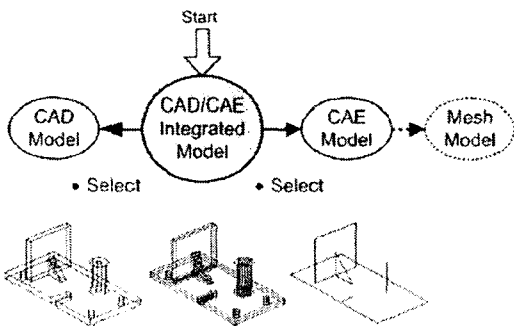 Start
CAD/CAE
Integrated
Model
CAD
Model
CAE
Model
Mesh
Model
• Select
• Select